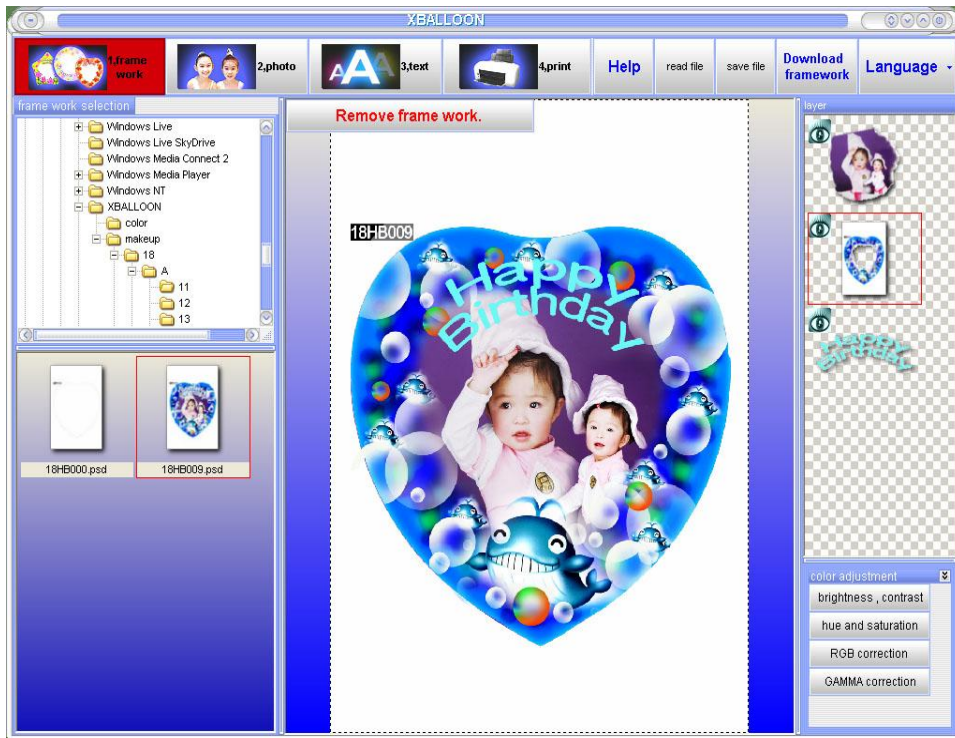 XBALLOON
1,frame
work
2,photo
AAA
3,text
4,print
Help
read file
save file
Download
framework
Language
frame work selection
Windows Live
Windows Live SkyDrive
Windows Media Connect 2
Windows Media Player
Windows NT
XBALLOON
color
makeup
18
A
11
12
13
18HB000.psd
18HB009.psd
Remove frame work.
18HB009
Happy
Birthday
layer
Happy
Birthday
color adjustment
brightness , contrast
hue and saturation
RGB correction
GAMMA correction